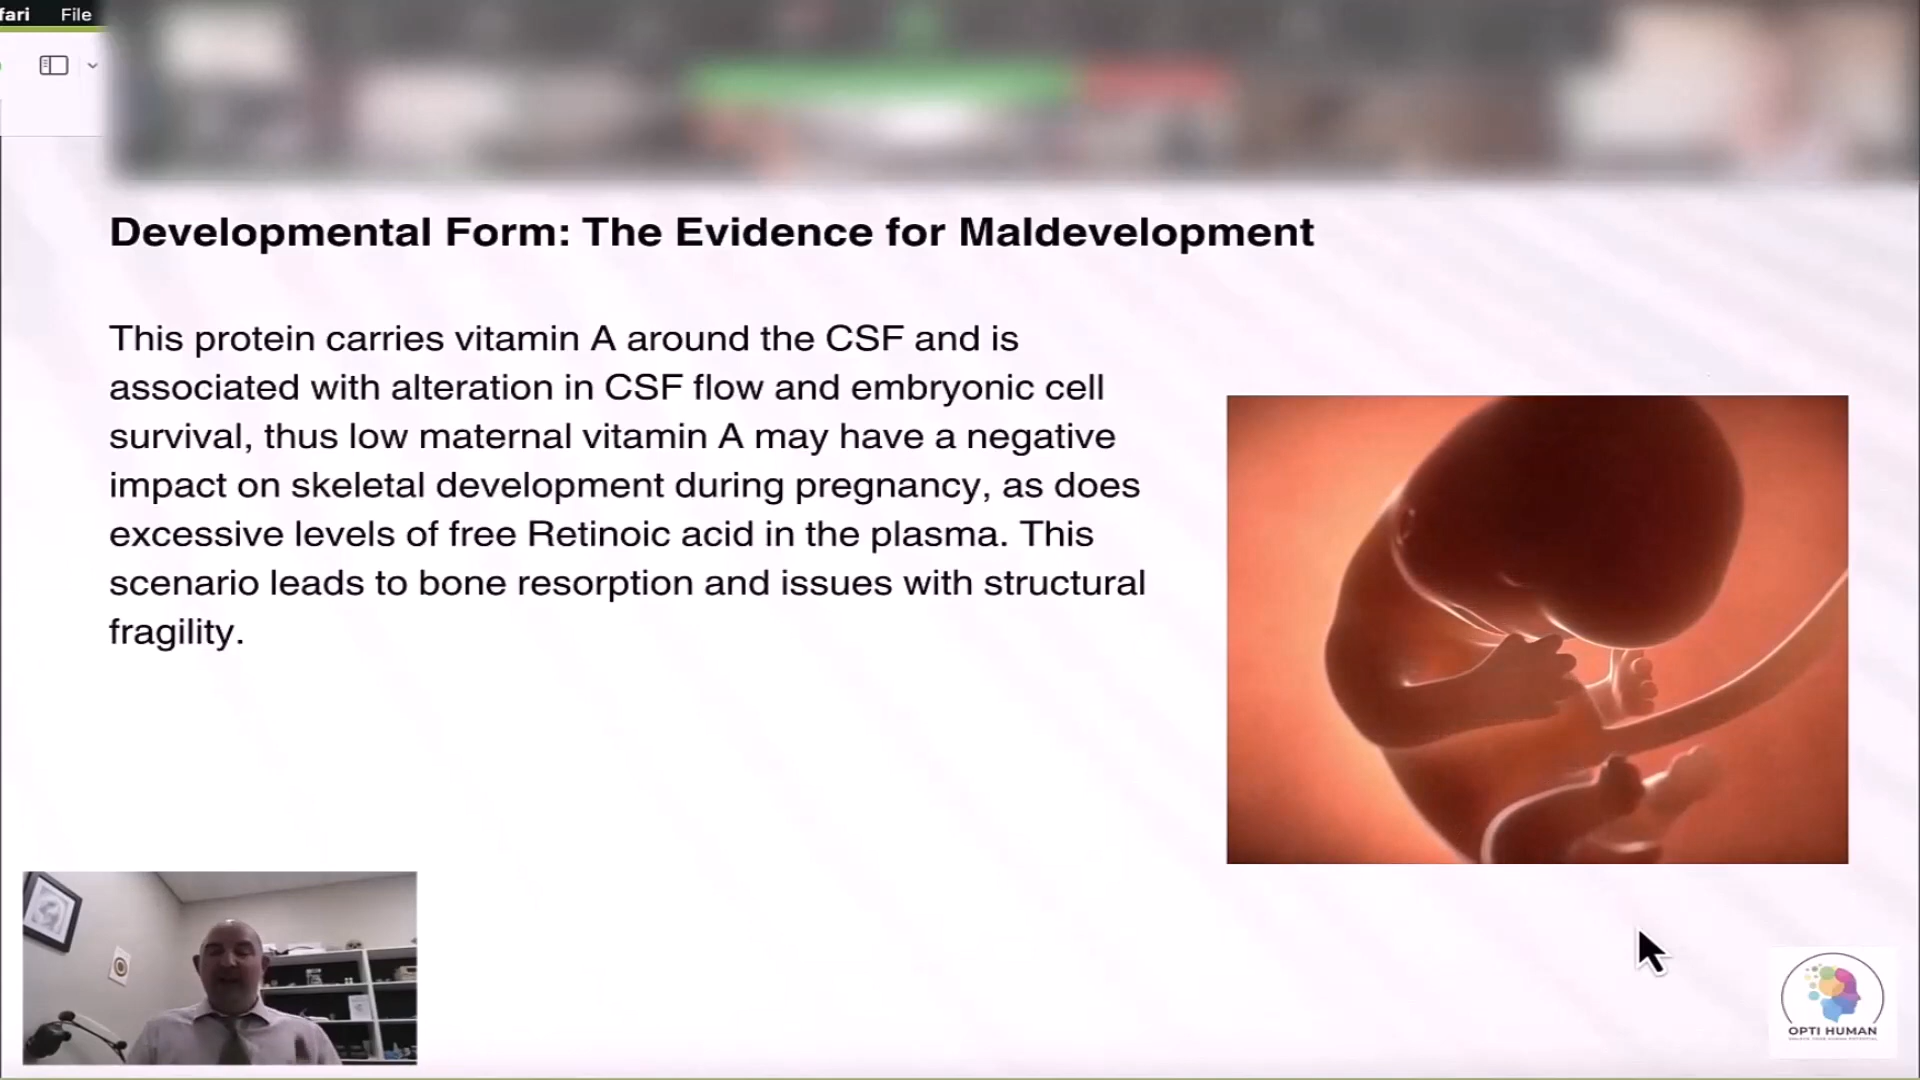 fari File
Developmental Form: The Evidence for Maldevelopment
This protein carries vitamin A around the CSF and is
associated with alteration in CSF flow and embryonic cell
survival, thus low maternal vitamin A may have a negative
impact on skeletal development during pregnancy, as does
excessive levels of free Retinoic acid in the plasma. This
scenario leads to bone resorption and issues with structural
fragility.
OPTI HUMAN